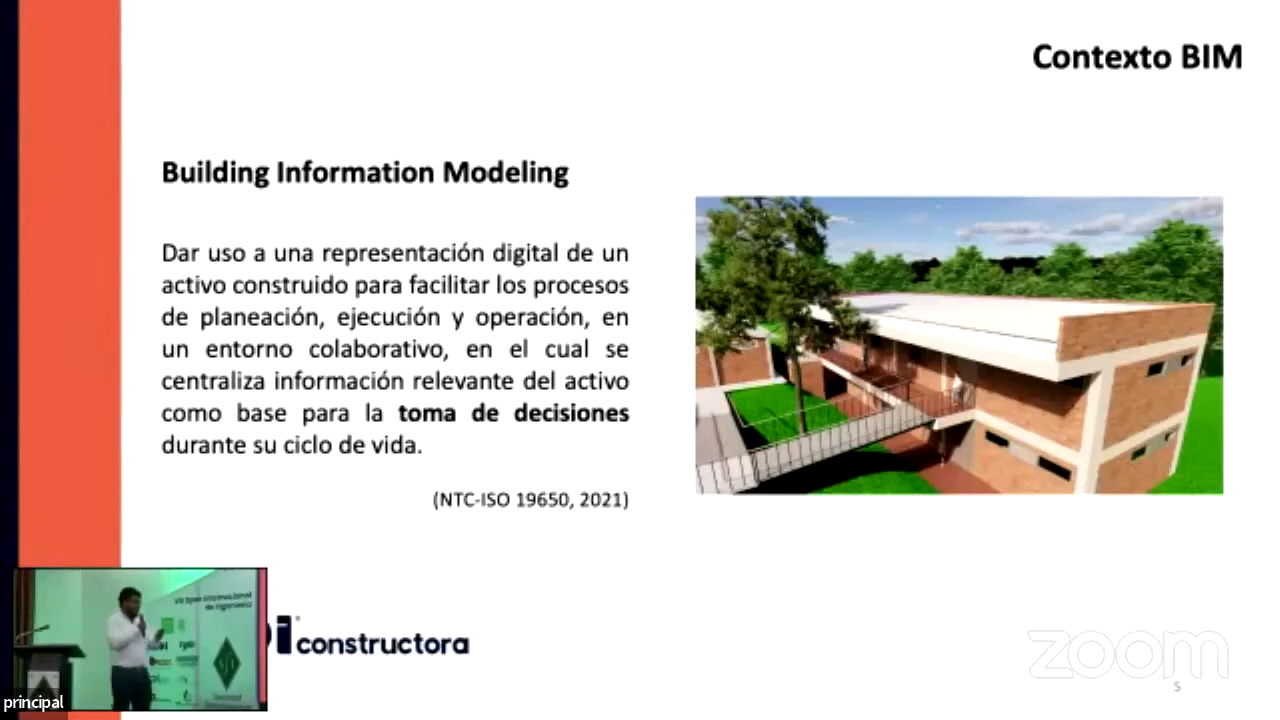 Contexto BIM
Building Information Modeling
Dar uso a una representación digital de un
activo construido para facilitar los procesos
de planeación, ejecución y operación, en
un entorno colaborativo, en el cual se
centraliza información relevante del activo
como base para la toma de decisiones
durante su ciclo de vida.
(NTC-ISO 19650, 2021)
constructora
zoom
5
principal